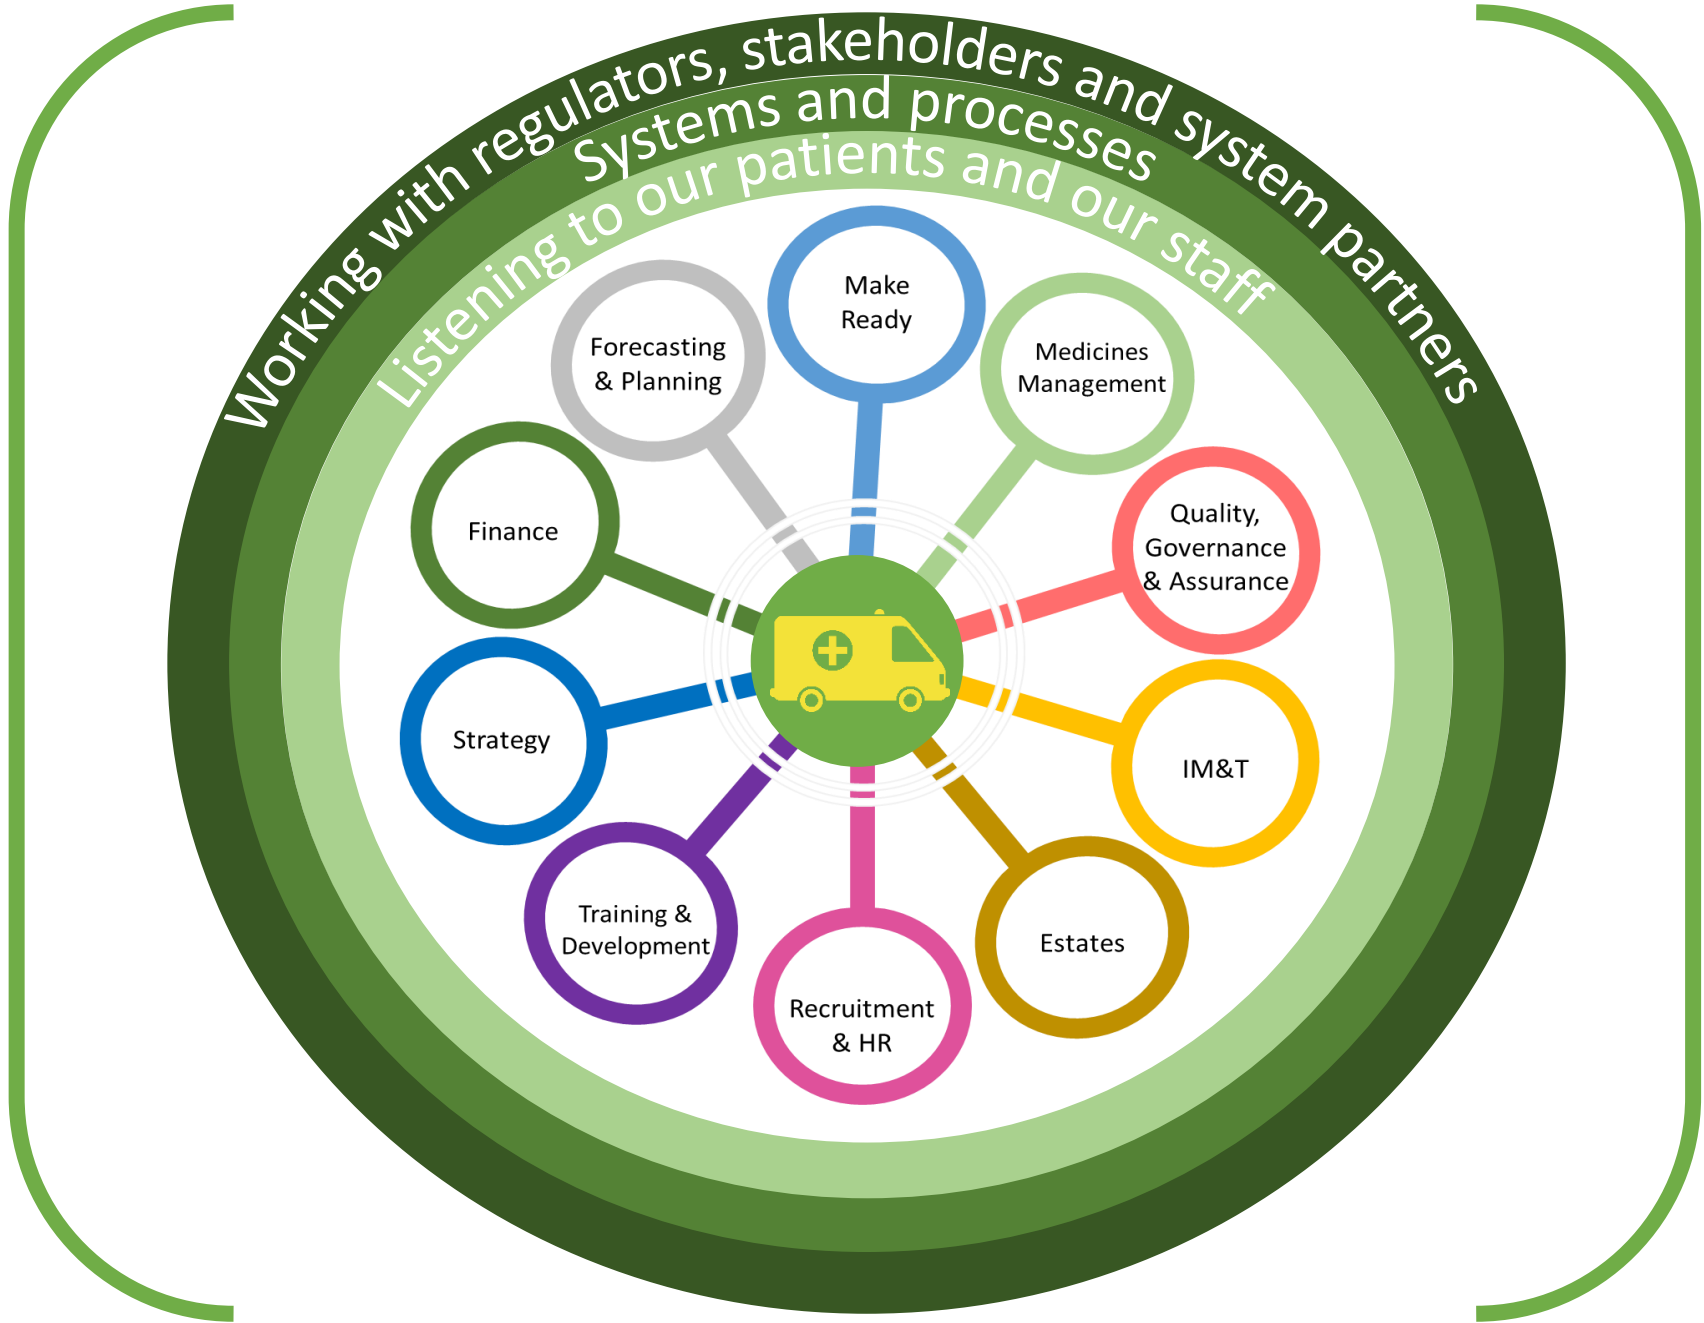 Working with regulators, stakeholders and system partners
Systems and processes
Listening to our patients and our staff
Make
Ready
Medicines
Management
Quality,
Governance
& Assurance
IM&T
Estates
Recruitment
& HR
Training &
Development
Strategy
Finance
Forecasting
& Planning